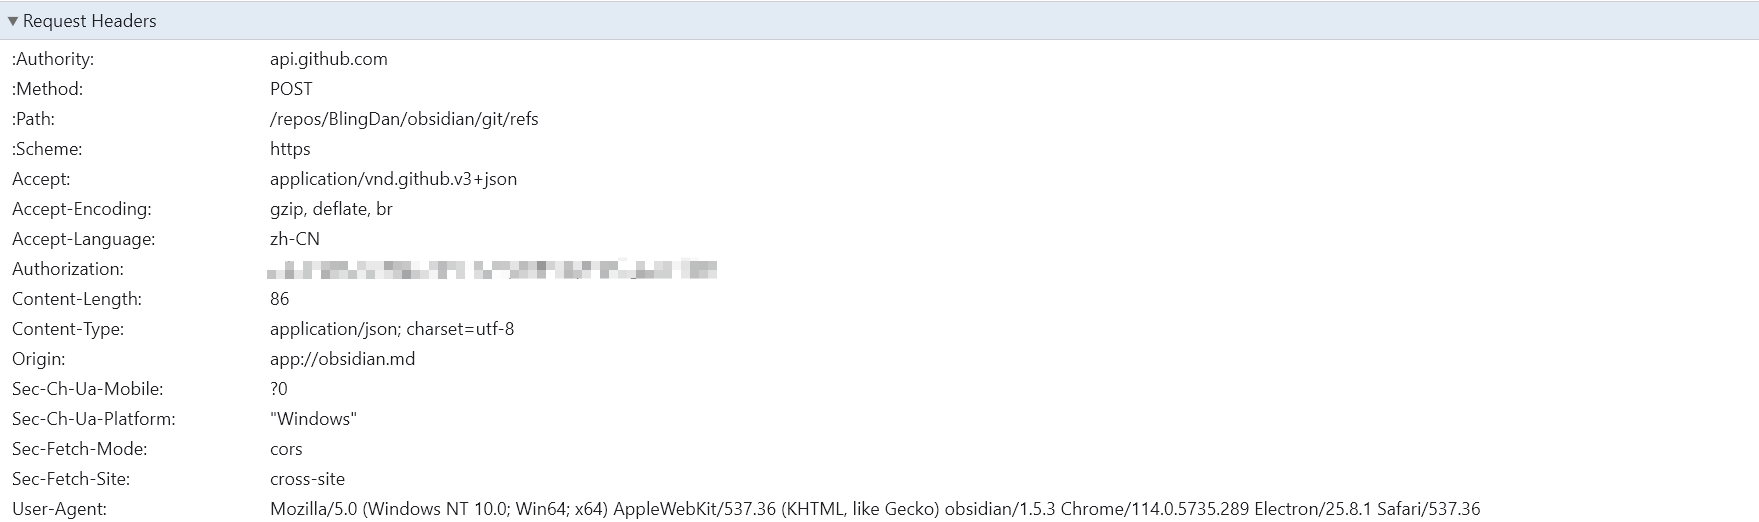 Request Headers
:Authority: api.github.com
:Method: POST
:Path: /repos/BlingDan/obsidian/git/refs
:Scheme: https
Accept: application/vnd.github.v3+json
Accept-Encoding: gzip, deflate, br
Accept-Language: zh-CN
Authorization:
Content-Length: 86
Content-Type: application/json; charset=utf-8
Origin: app://obsidian.md
Sec-Ch-Ua-Mobile: ?0
Sec-Ch-Ua-Platform: "Windows"
Sec-Fetch-Mode: cors
Sec-Fetch-Site: cross-site
User-Agent: Mozilla/5.0 (Windows NT 10.0; Win64; x64) AppleWebKit/537.36 (KHTML, like Gecko) obsidian/1.5.3 Chrome/114.0.5735.289 Electron/25.8.1 Safari/537.36